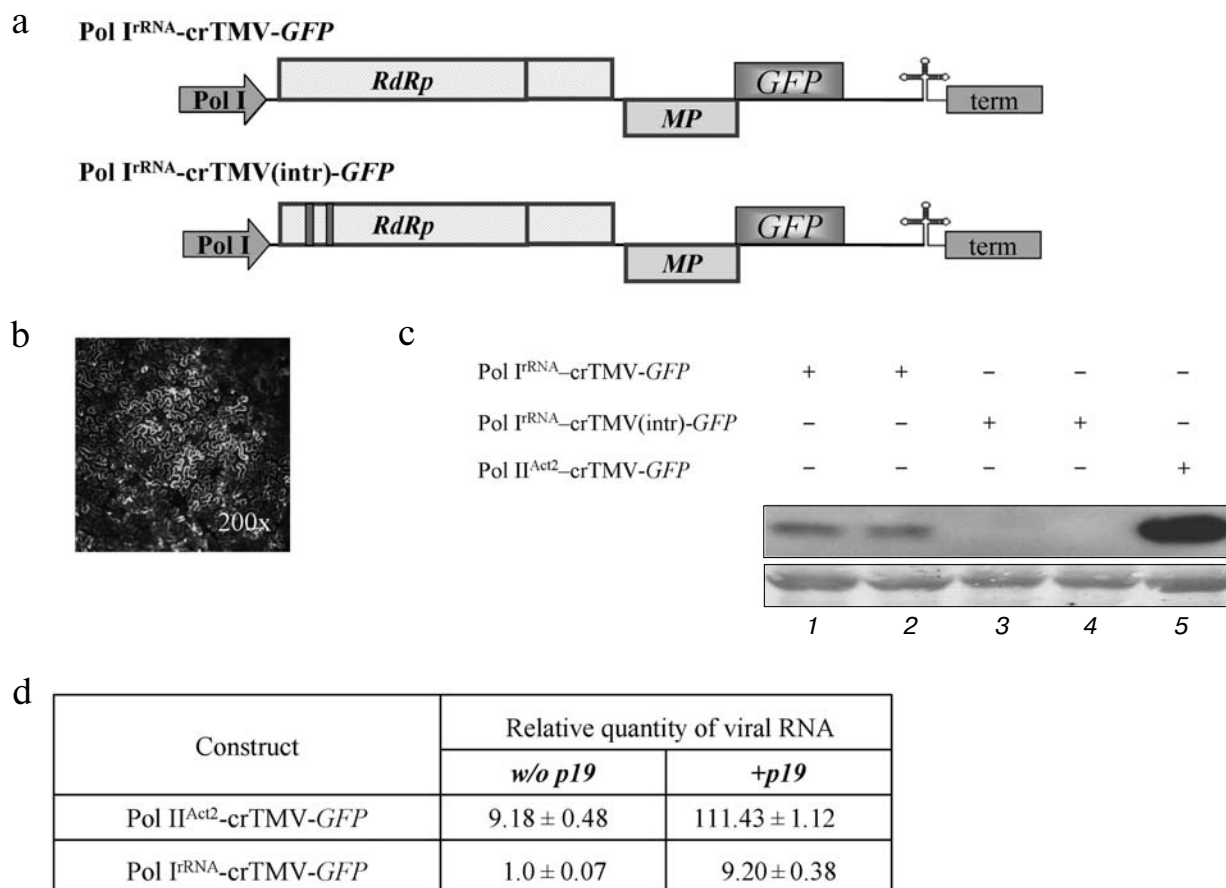 a
Pol I^rRNA-crTMV-GFP
Pol I RdRp MP GFP term
Pol I^rRNA-crTMV(intr)-GFP
Pol I RdRp MP GFP term
b
200x
c
Pol I^rRNA–crTMV-GFP + + – – –
Pol I^rRNA–crTMV(intr)-GFP – – + + –
Pol II^Act2–crTMV-GFP – – – – +
1 2 3 4 5
d
Construct Relative quantity of viral RNA
w/o p19 +p19
Pol II^Act2-crTMV-GFP 9.18 ± 0.48 111.43 ± 1.12
Pol I^rRNA-crTMV-GFP 1.0 ± 0.07 9.20 ± 0.38